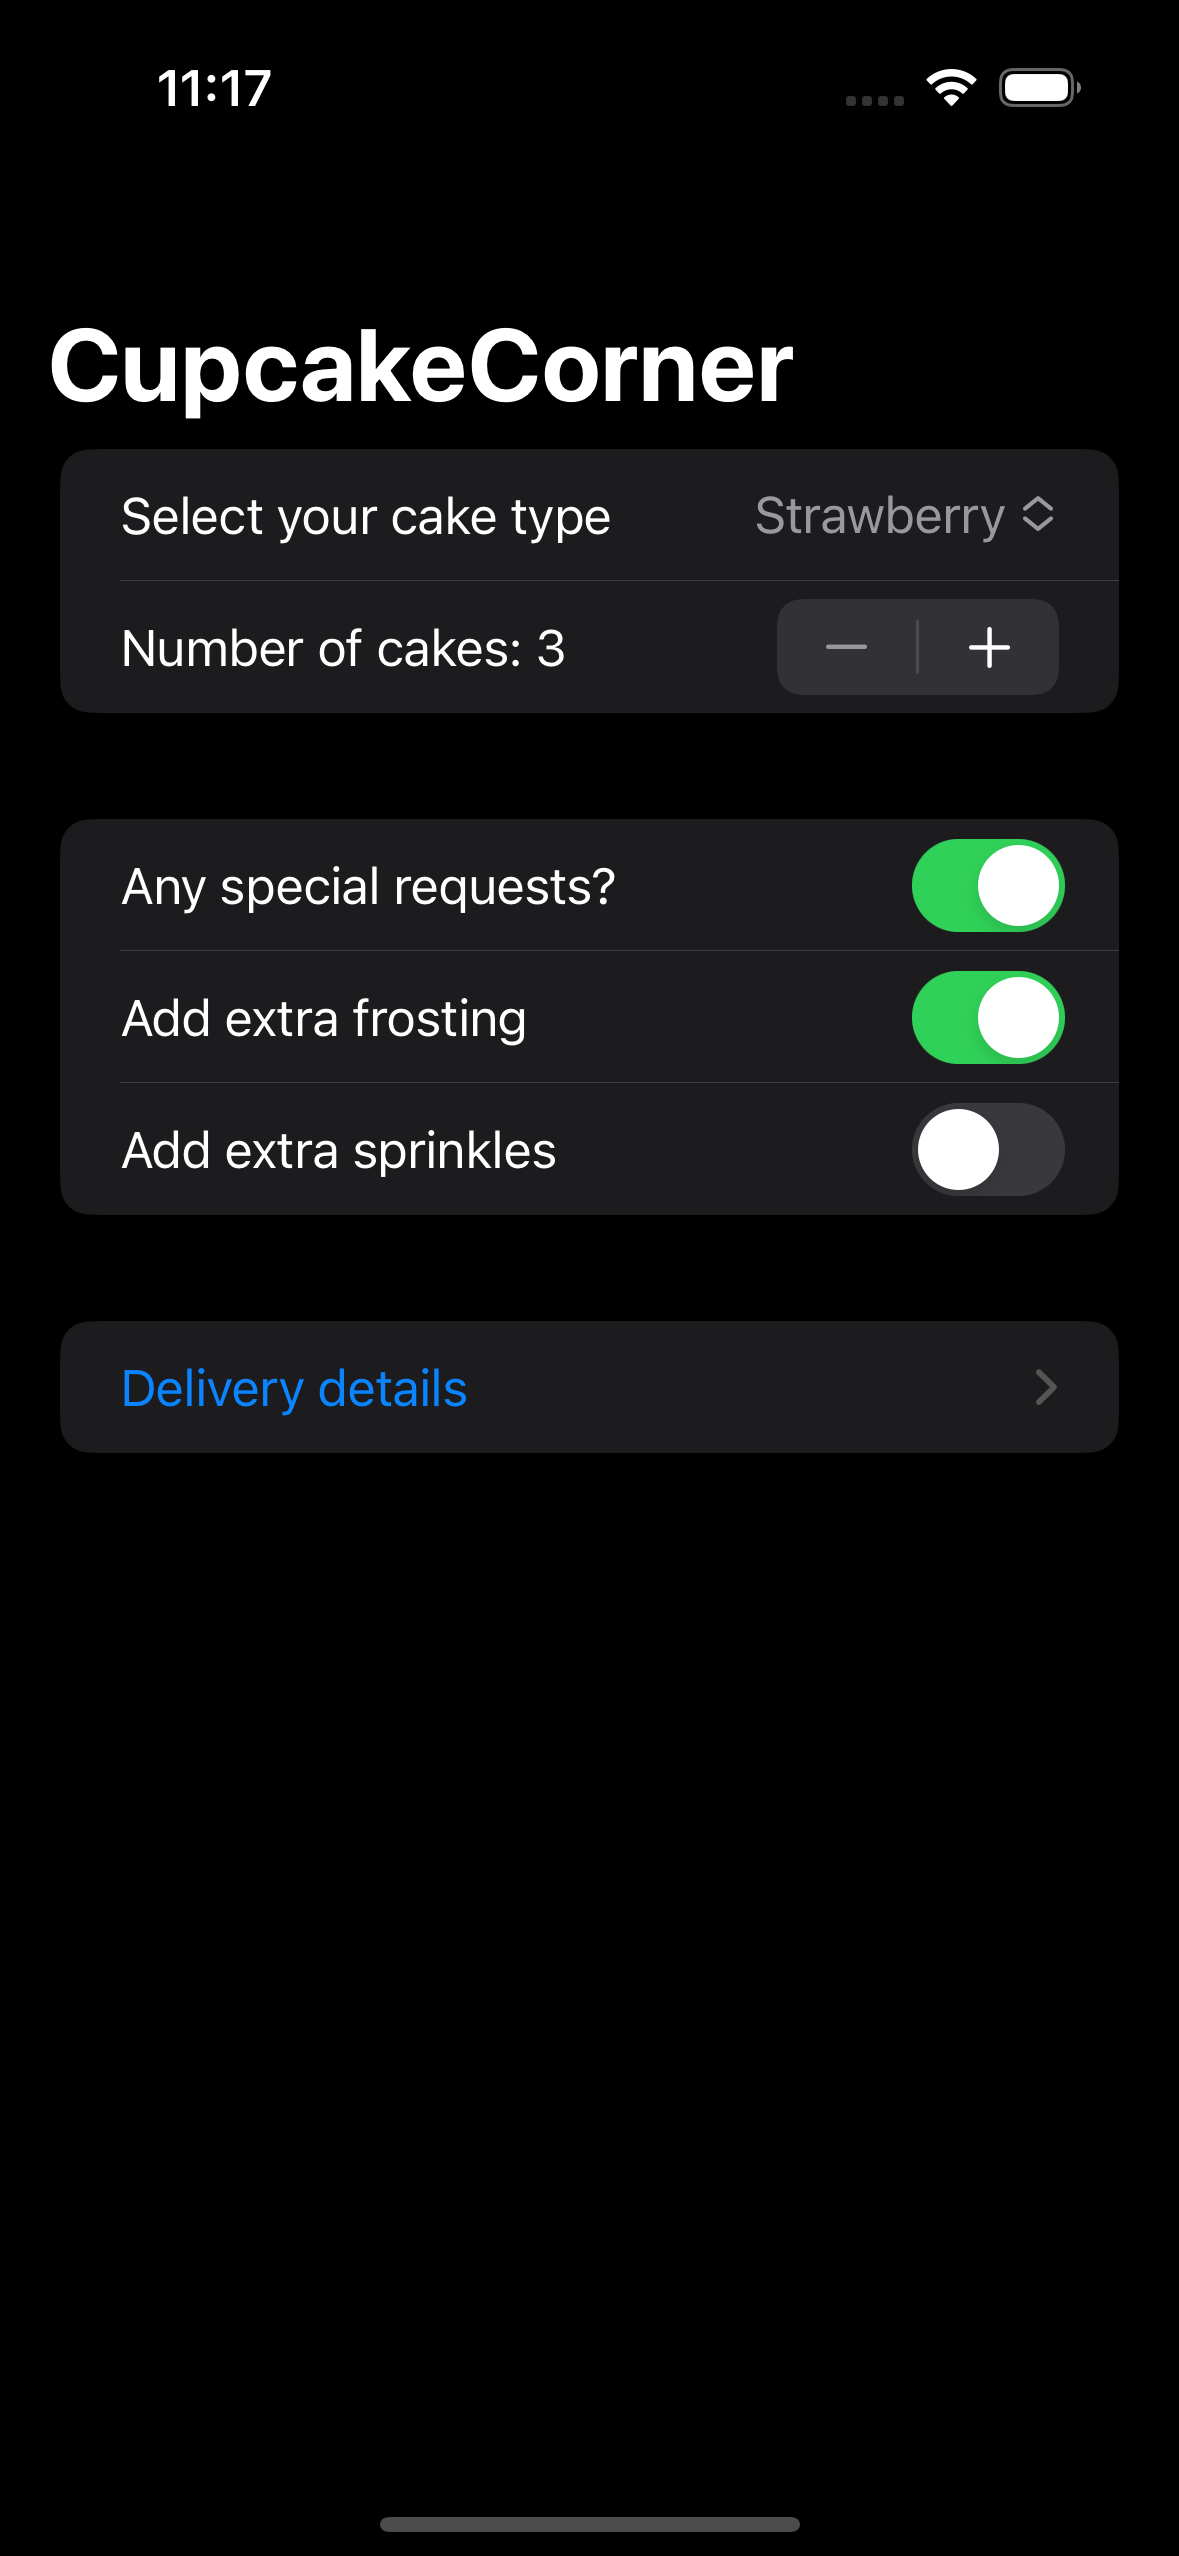 11:17
CupcakeCorner
Select your cake type Strawberry
Number of cakes: 3
Any special requests?
Add extra frosting
Add extra sprinkles
Delivery details